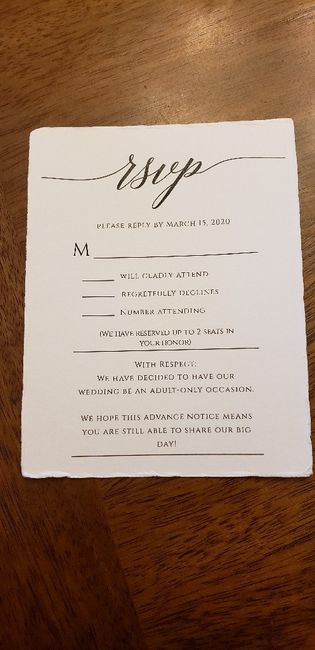 rsvp
PLEASE REPLY BY MARCH 15, 2020
M
WILL GLADLY ATTEND
REGRETFULLY DECLINES
NUMBER ATTENDING
(WE HAVE RESERVED UP TO 2 SEATS IN
YOUR HONOR)
WITH RESPECT:
WE HAVE DECIDED TO HAVE OUR
WEDDING BE AN ADULT-ONLY OCCASION.
WE HOPE THIS ADVANCE NOTICE MEANS
YOU ARE STILL ABLE TO SHARE OUR BIG
DAY!